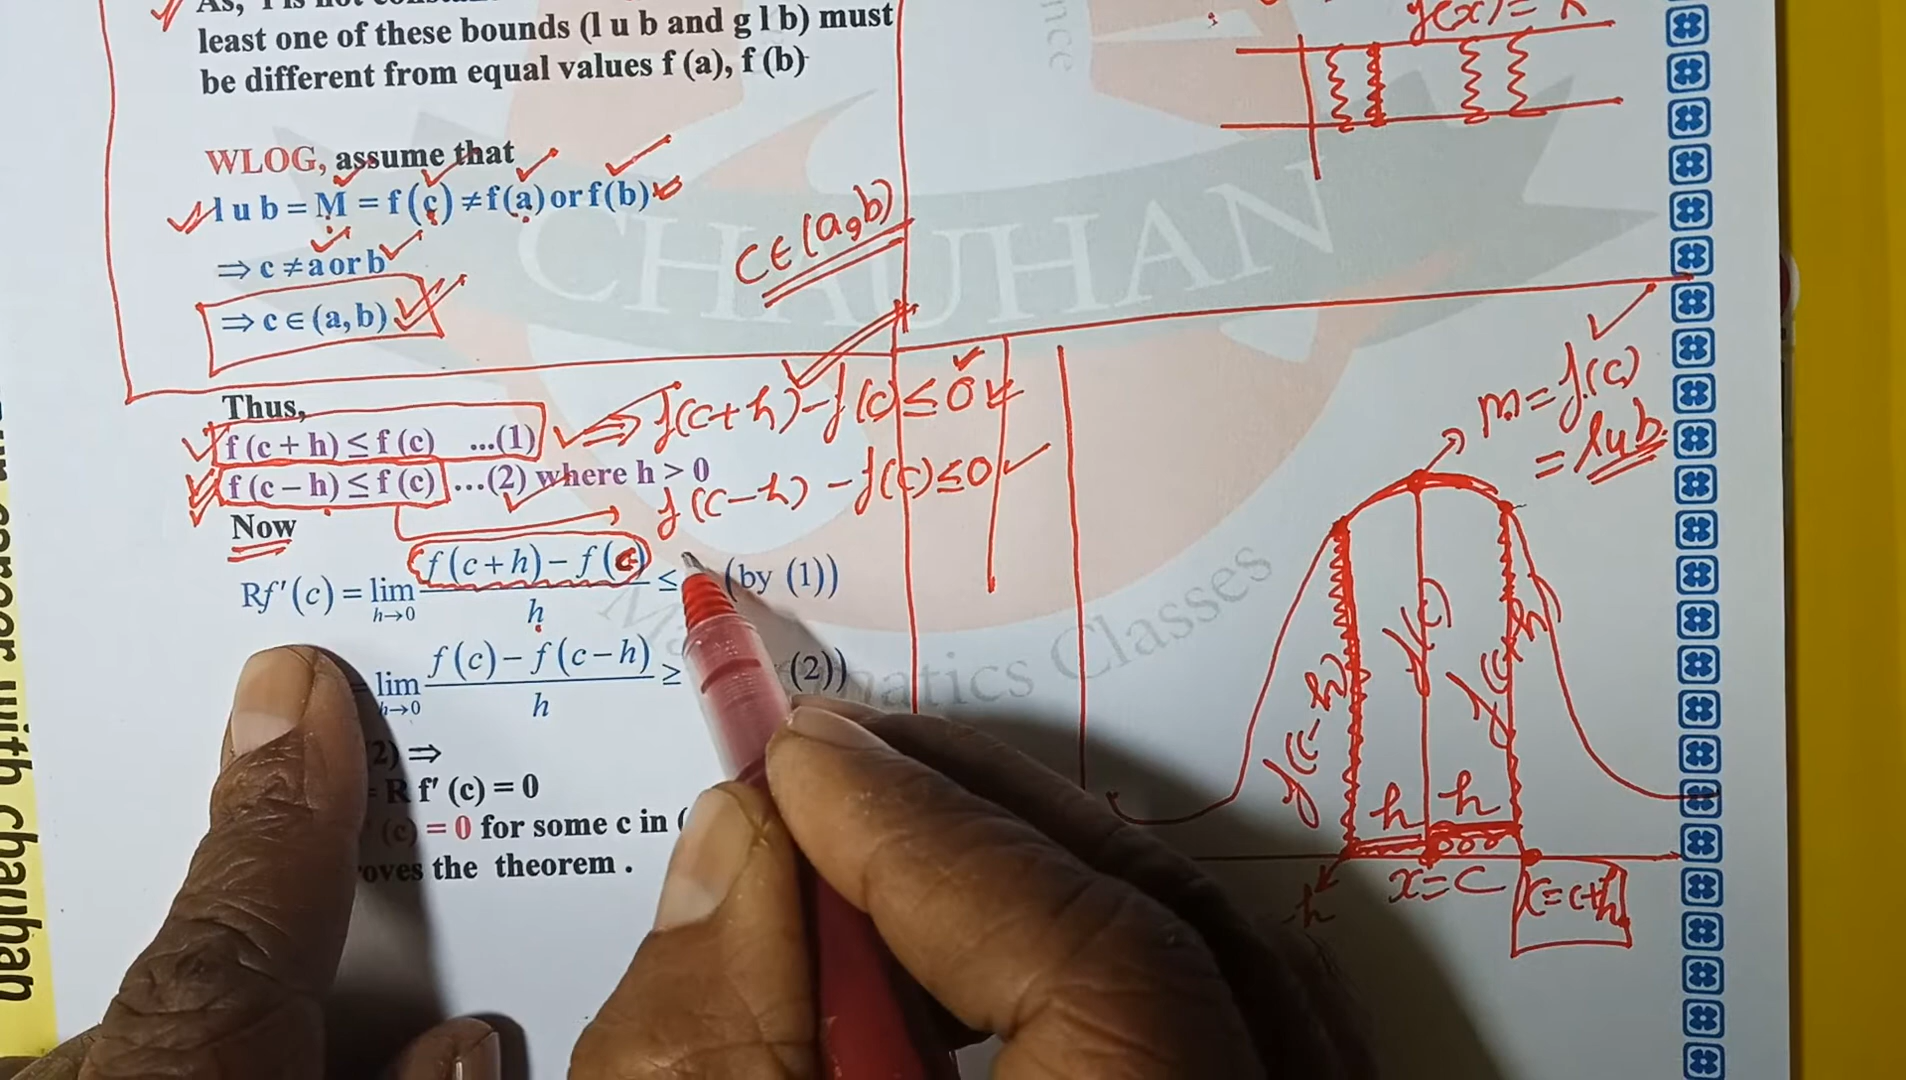 least one of these bounds (l u b and g l b) must
be different from equal values f (a), f (b)
WLOG, assume that
l u b = M = f (c) ≠ f (a) or f (b)
⇒ c ≠ a or b
⇒ c ∈ (a, b)
C ∈ (a, b)
Thus,
f (c + h) ≤ f (c) ...(1)
⇒ f(c+h) - f(c) ≤ 0
f (c − h) ≤ f (c) ...(2) where h > 0
f(c-h) - f(c) ≤ 0
Now
Rf′(c) = lim h→0 f(c+h) − f(c) / h ≤ (by (1))
lim h→0 f(c) − f(c−h) / h ≥ (2))
2) ⇒
R f′ (c) = 0
(c) = 0 for some c in (
the theorem .
M = f(c)
= lub
f(c-h)
f(c)
f(c+h)
h
h
x = c
x = c+h
CHAUHAN
Classes
with chauhan